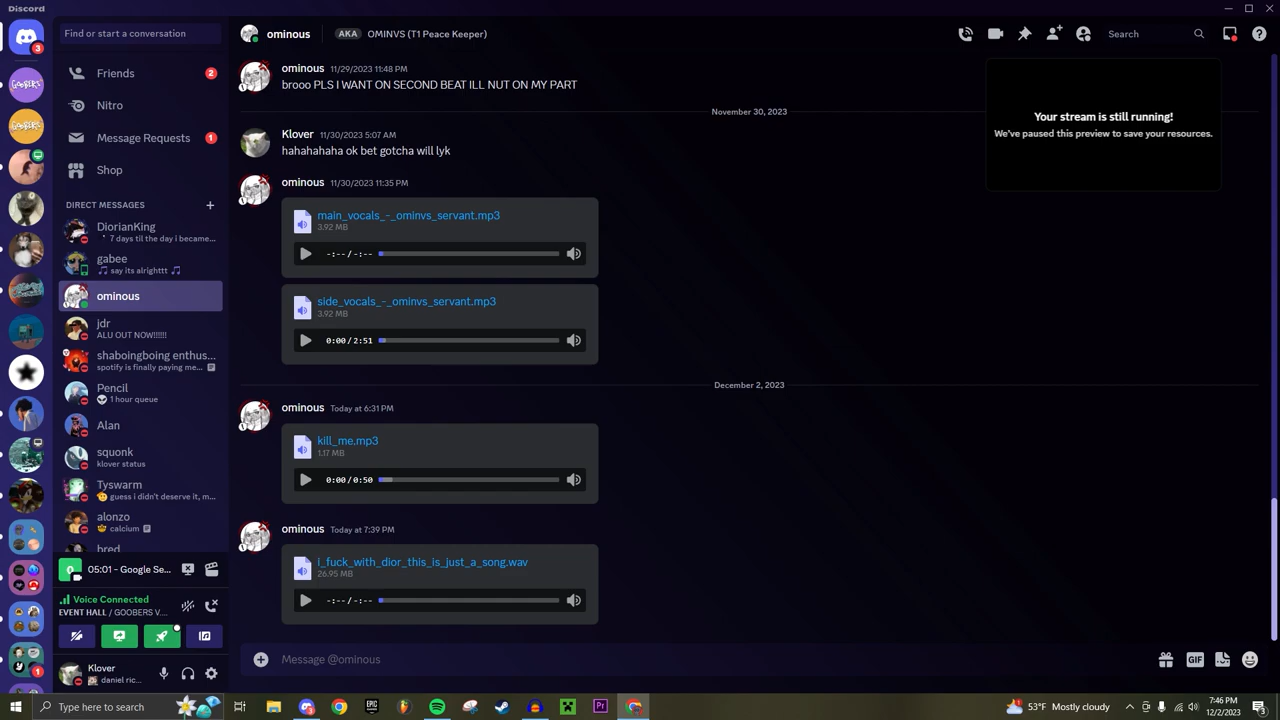 Discord
Find or start a conversation
ominous
AKA
OMINVS (T1 Peace Keeper)
Search
3
Friends
2
Nitro
Message Requests
1
Shop
DIRECT MESSAGES
DiorianKing
7 days til the day i became...
gabee
say its alrighttt
ominous
jdr
ALU OUT NOW!!!!!!
shaboingboing enthus...
spotify is finally paying me...
Pencil
1 hour queue
Alan
squonk
klover status
Tyswarm
guess i didn't deserve it, m...
alonzo
calcium
bred
05:01 - Google Se...
Voice Connected
EVENT HALL / GOOBERS V....
Klover
daniel ric...
GOOBERS
GOOBERS
1
ominous 11/29/2023 11:48 PM
brooo PLS I WANT ON SECOND BEAT ILL NUT ON MY PART
November 30, 2023
Klover 11/30/2023 5:07 AM
hahahahaha ok bet gotcha will lyk
ominous 11/30/2023 11:35 PM
main_vocals_-_ominvs_servant.mp3
3.92 MB
-:--/-:--
side_vocals_-_ominvs_servant.mp3
3.92 MB
0:00/2:51
December 2, 2023
ominous Today at 6:31 PM
kill_me.mp3
1.17 MB
0:00/0:50
ominous Today at 7:39 PM
i_fuck_with_dior_this_is_just_a_song.wav
26.95 MB
-:--/-:--
Message @ominous
GIF
Your stream is still running!
We've paused this preview to save your resources.
Type here to search
EPIC
Pr
53°F Mostly cloudy
7:46 PM
12/2/2023